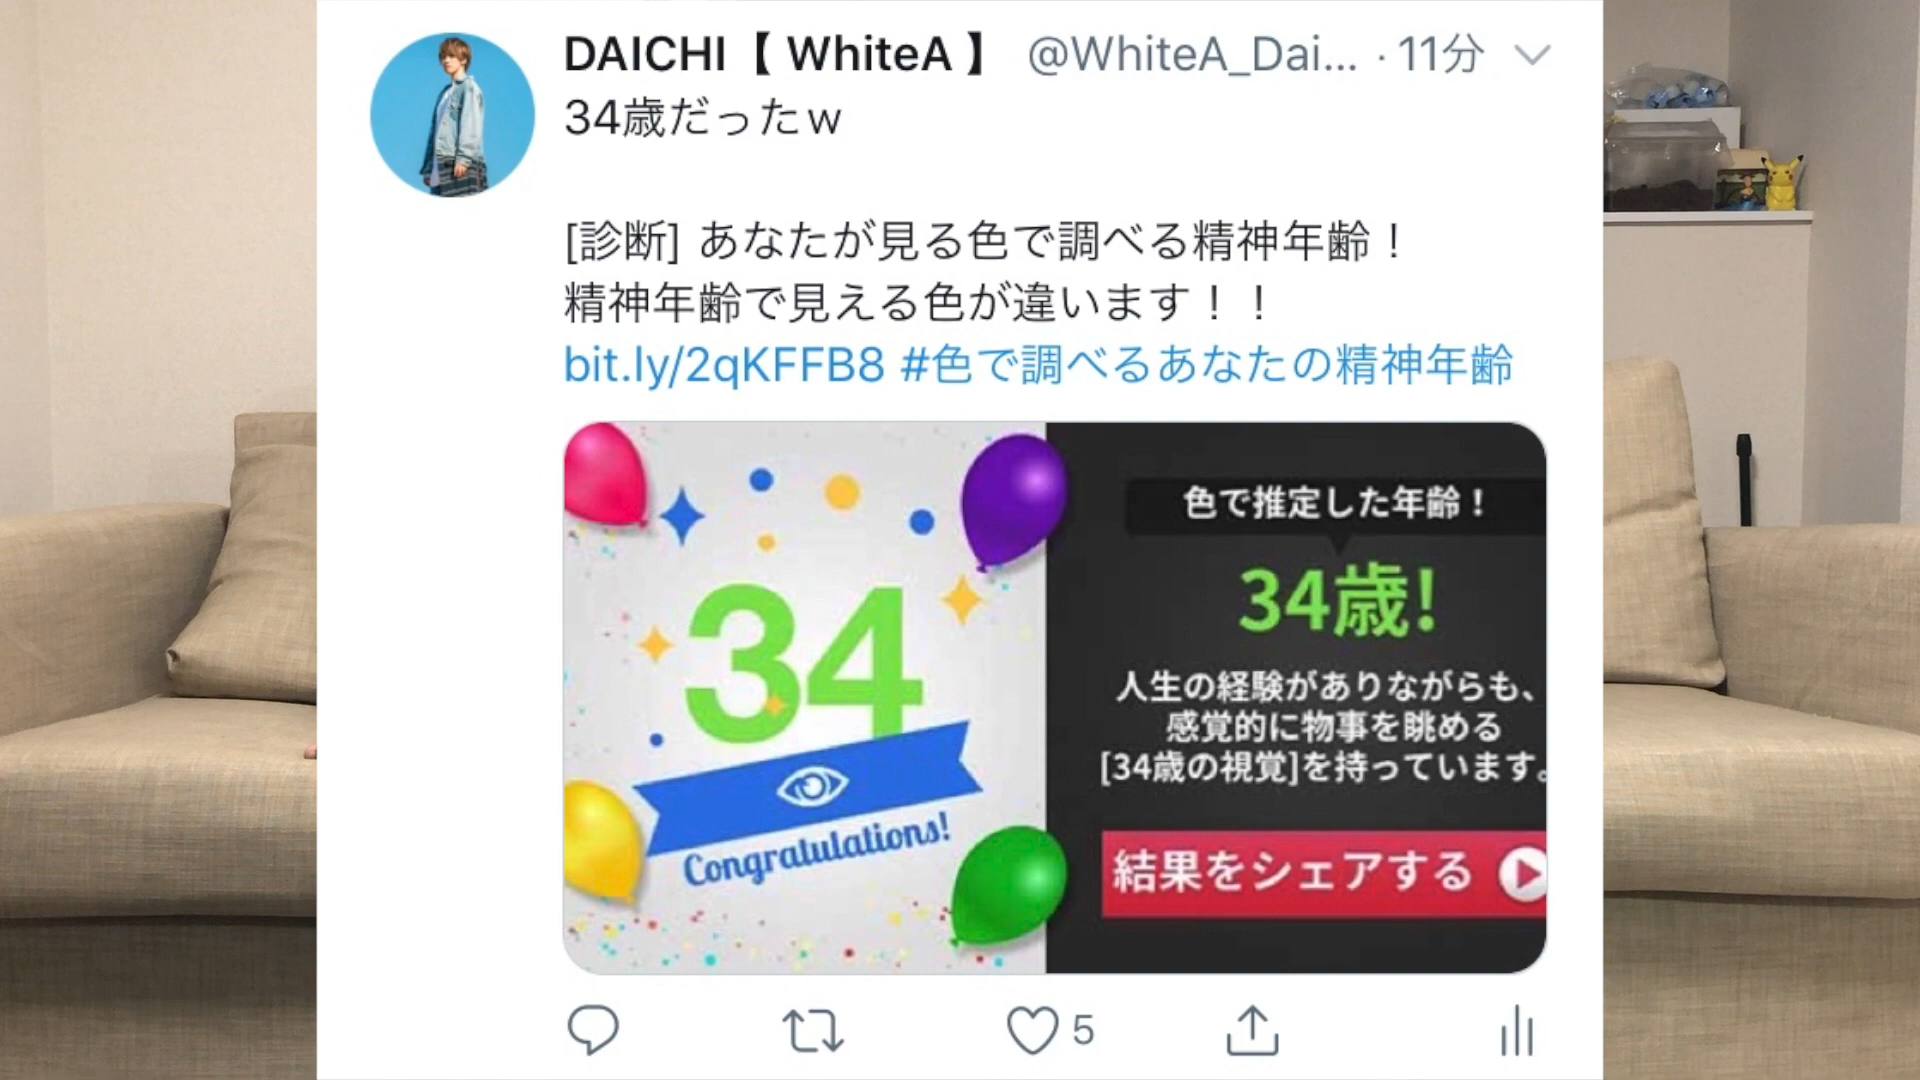 DAICHI【 WhiteA 】 @WhiteA_Dai... · 11分
34歳だったw
[診断] あなたが見る色で調べる精神年齢！
精神年齢で見える色が違います！！
bit.ly/2qKFFB8 #色で調べるあなたの精神年齢
34
Congratulations!
色で推定した年齢！
34歳!
人生の経験がありながらも、
感覚的に物事を眺める
[34歳の視覚]を持っています。
結果をシェアする
5